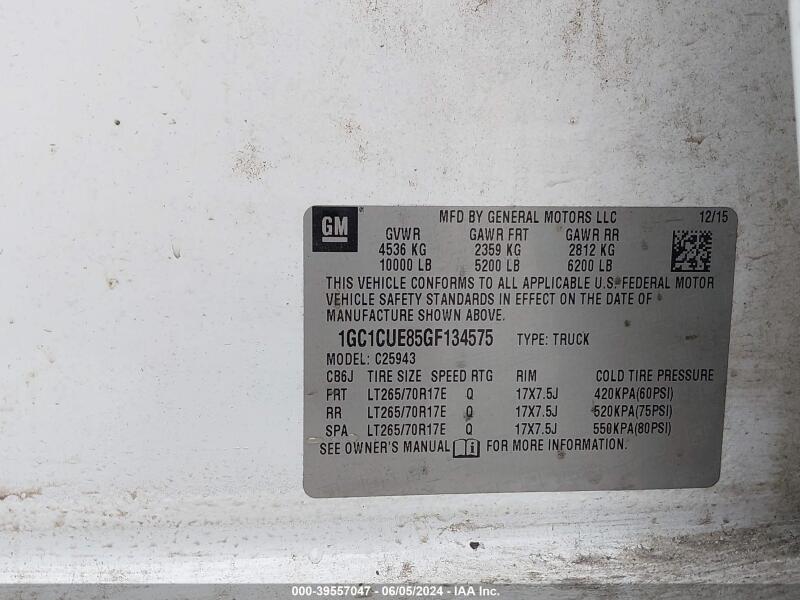 GM
MFD BY GENERAL MOTORS LLC 12/15
GVWR GAWR FRT GAWR RR
4536 KG 2359 KG 2812 KG
10000 LB 5200 LB 6200 LB
THIS VEHICLE CONFORMS TO ALL APPLICABLE U.S. FEDERAL MOTOR
VEHICLE SAFETY STANDARDS IN EFFECT ON THE DATE OF
MANUFACTURE SHOWN ABOVE.
1GC1CUE85GF134575 TYPE: TRUCK
MODEL: C25943
CB6J TIRE SIZE SPEED RTG RIM COLD TIRE PRESSURE
FRT LT265/70R17E Q 17X7.5J 420KPA(60PSI)
RR LT265/70R17E Q 17X7.5J 520KPA(75PSI)
SPA LT265/70R17E Q 17X7.5J 550KPA(80PSI)
SEE OWNER'S MANUAL FOR MORE INFORMATION.
000-39557047 - 06/05/2024 - IAA Inc.